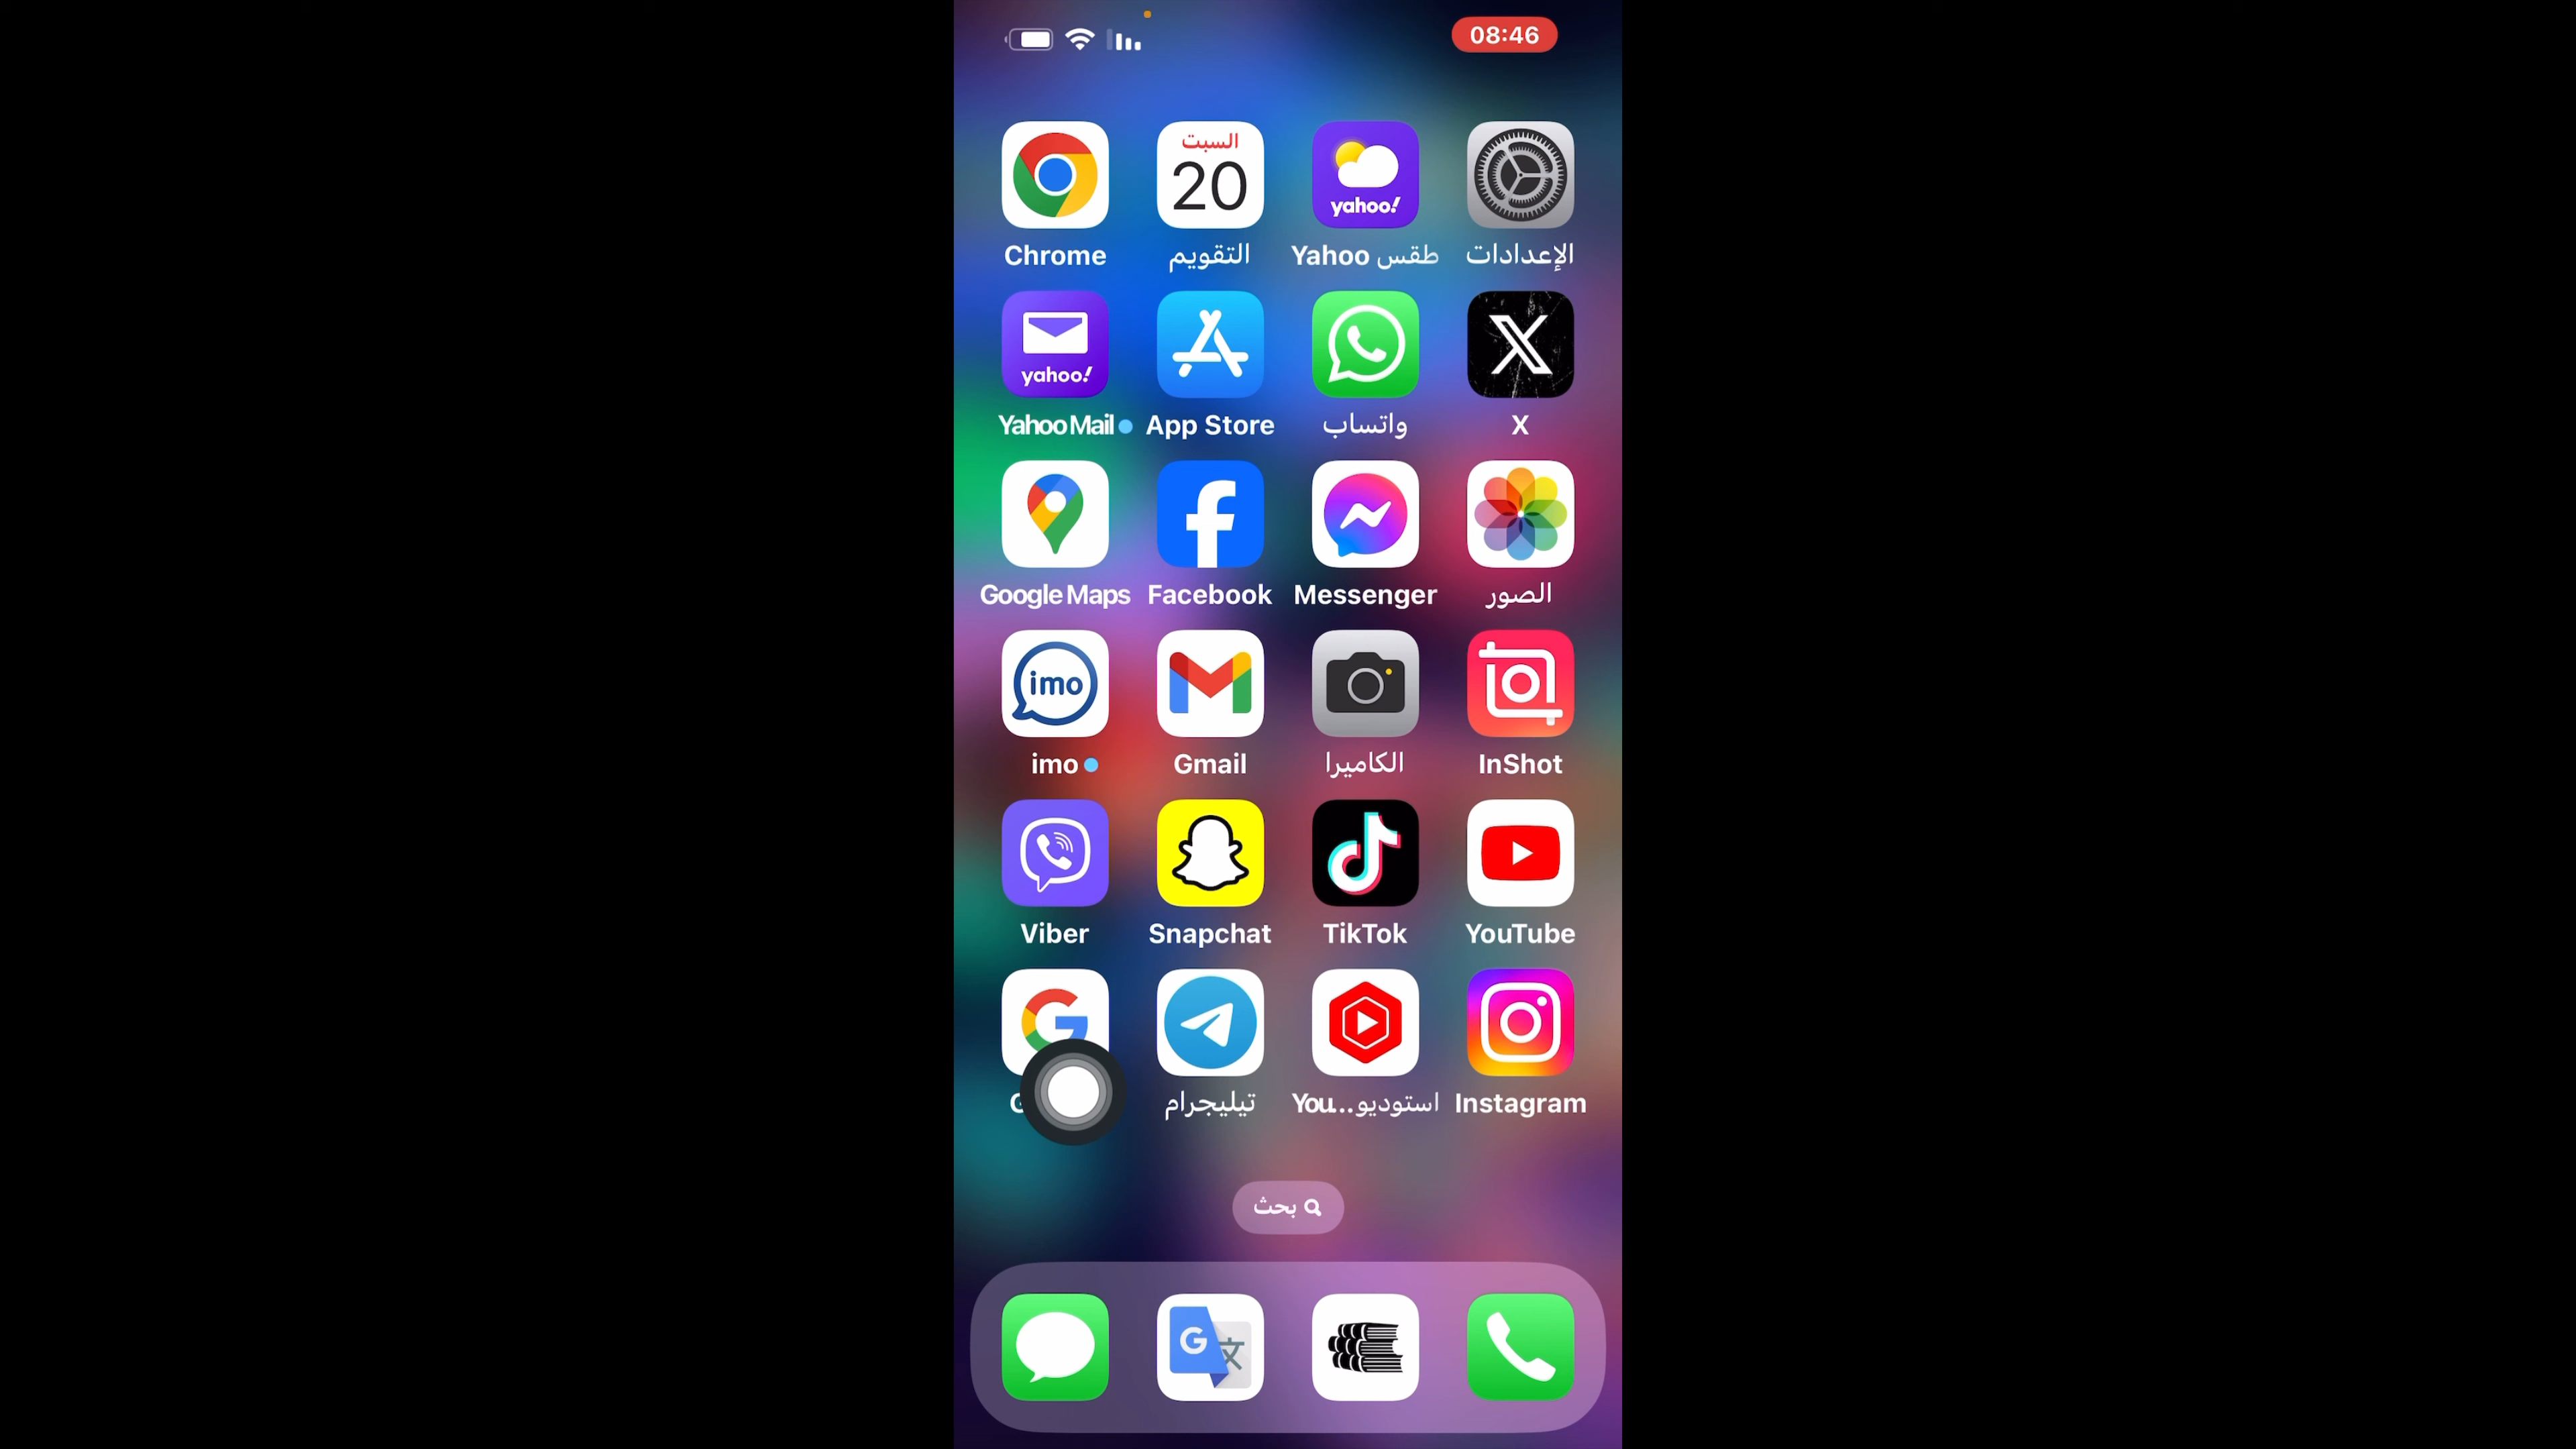 08:46
السبت
20
yahoo!
Chrome
التقويم
طقس Yahoo
الإعدادات
yahoo!
Yahoo Mail
App Store
واتساب
X
Google Maps
Facebook
Messenger
الصور
imo
imo
Gmail
الكاميرا
InShot
Viber
Snapchat
TikTok
YouTube
تيليجرام
استوديو...You
Instagram
بحث